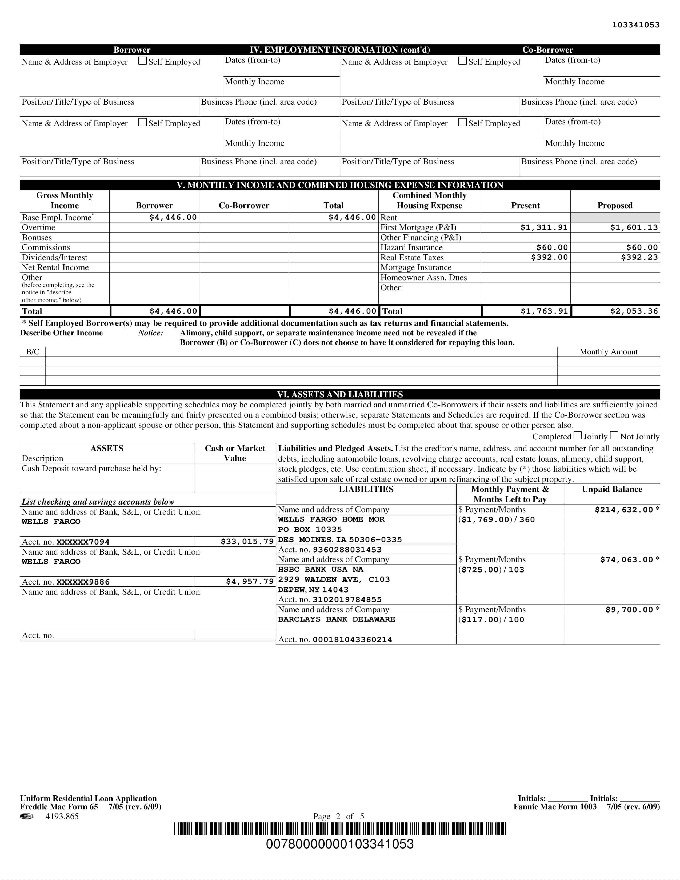 103341053
Borrower IV. EMPLOYMENT INFORMATION (cont'd) Co-Borrower
Name & Address of Employer Self Employed Dates (from-to) Name & Address of Employer Self Employed Dates (from-to)
Monthly Income Monthly Income
Position/Title/Type of Business Business Phone (incl. area code) Position/Title/Type of Business Business Phone (incl. area code)
Name & Address of Employer Self Employed Dates (from-to) Name & Address of Employer Self Employed Dates (from-to)
Monthly Income Monthly Income
Position/Title/Type of Business Business Phone (incl. area code) Position/Title/Type of Business Business Phone (incl. area code)
V. MONTHLY INCOME AND COMBINED HOUSING EXPENSE INFORMATION
Gross Monthly Income Borrower Co-Borrower Total Combined Monthly Housing Expense Present Proposed
Base Empl. Income* $4,446.00 $4,446.00 Rent
Overtime First Mortgage (P&I) $1,311.91 $1,601.13
Bonuses Other Financing (P&I)
Commissions Hazard Insurance $60.00 $60.00
Dividends/Interest Real Estate Taxes $392.00 $392.23
Net Rental Income Mortgage Insurance
Other Homeowner Assn. Dues
(before completing, see the Other
notice in "describe
other income," below)
Total $4,446.00 $4,446.00 Total $1,763.91 $2,053.36
* Self Employed Borrower(s) may be required to provide additional documentation such as tax returns and financial statements.
Describe Other Income Notice: Alimony, child support, or separate maintenance income need not be revealed if the
Borrower (B) or Co-Borrower (C) does not choose to have it considered for repaying this loan.
B/C Monthly Amount
VI. ASSETS AND LIABILITIES
This Statement and any applicable supporting schedules may be completed jointly by both married and unmarried Co-Borrowers if their assets and liabilities are sufficiently joined
so that the Statement can be meaningfully and fairly presented on a combined basis; otherwise, separate Statements and Schedules are required. If the Co-Borrower section was
completed about a non-applicant spouse or other person, this Statement and supporting schedules must be completed about that spouse or other person also.
Completed Jointly Not Jointly
ASSETS Cash or Market Value
Description
Cash Deposit toward purchase held by:
Liabilities and Pledged Assets. List the creditor's name, address, and account number for all outstanding
debts, including automobile loans, revolving charge accounts, real estate loans, alimony, child support,
stock pledges, etc. Use continuation sheet, if necessary. Indicate by (*) those liabilities which will be
satisfied upon sale of real estate owned or upon refinancing of the subject property.
LIABILITIES Monthly Payment & Months Left to Pay Unpaid Balance
List checking and savings accounts below
Name and address of Bank, S&L, or Credit Union
WELLS FARGO
Acct. no. XXXXXX7094 $33,015.79
Name and address of Bank, S&L, or Credit Union
WELLS FARGO
Acct. no. XXXXXX9886 $4,957.79
Name and address of Bank, S&L, or Credit Union
Acct. no.
Name and address of Company $ Payment/Months $214,632.00*
WELLS FARGO HOME MOR ($1,769.00)/360
PO BOX 10335
DES MOINES, IA 50306-0335
Acct. no. 9360288031453
Name and address of Company $ Payment/Months $74,063.00*
HSBC BANK USA NA ($725.00)/103
2929 WALDEN AVE, C103
DEPEW, NY 14043
Acct. no. 3102019784855
Name and address of Company $ Payment/Months $9,700.00*
BARCLAYS BANK DELAWARE ($117.00)/100
Acct. no. 000181043360214
Uniform Residential Loan Application Initials: Initials:
Freddie Mac Form 65 7/05 (rev. 6/09) Fannie Mae Form 1003 7/05 (rev. 6/09)
4193.865 Page 2 of 5
00780000000103341053